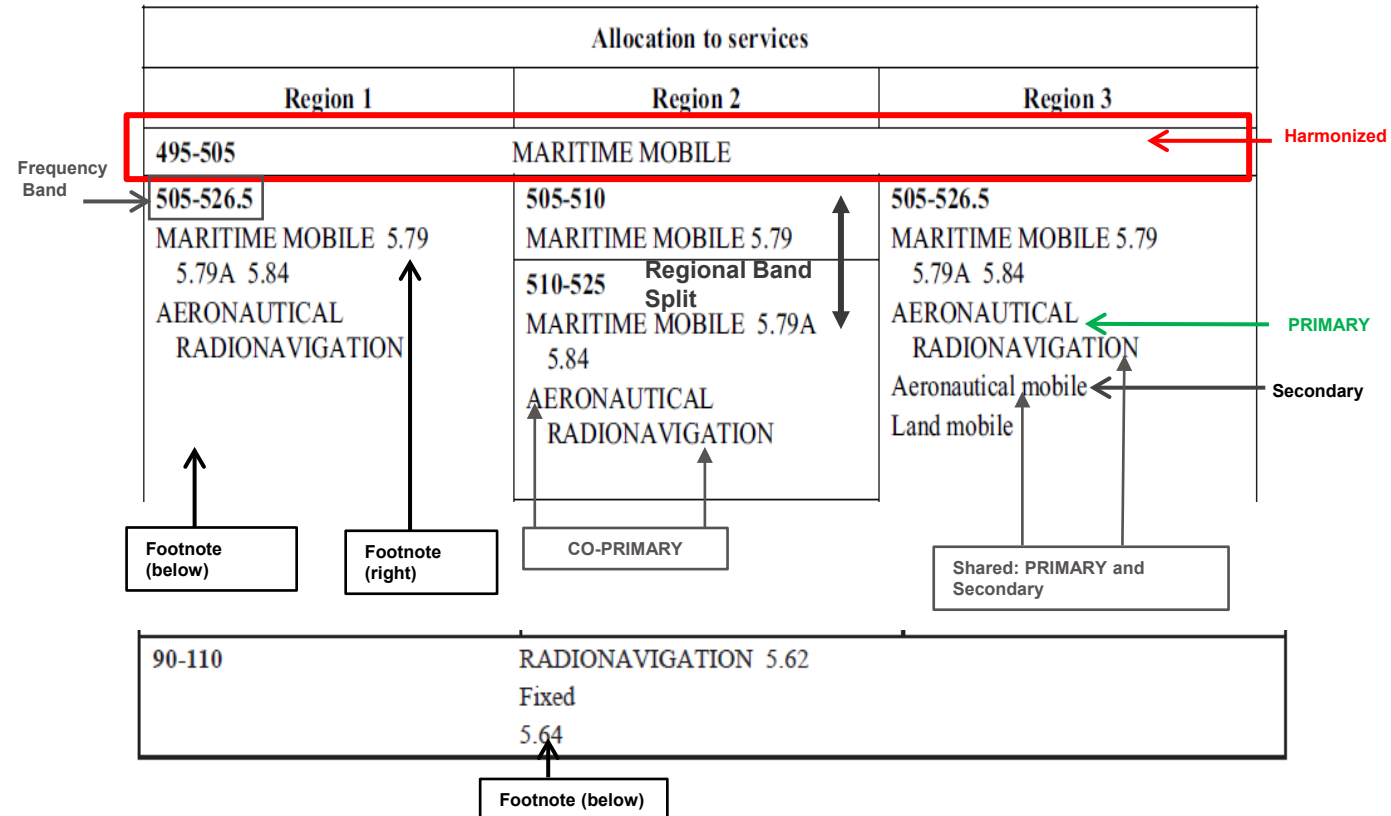 Allocation to services
Region 1
Region 2
Region 3
495-505
MARITIME MOBILE
Harmonized
Frequency
Band
505-526.5
MARITIME MOBILE 5.79
5.79A 5.84
AERONAUTICAL
RADIONAVIGATION
505-510
MARITIME MOBILE 5.79
Regional Band
Split
510-525
MARITIME MOBILE 5.79A
5.84
AERONAUTICAL
RADIONAVIGATION
505-526.5
MARITIME MOBILE 5.79
5.79A 5.84
AERONAUTICAL
RADIONAVIGATION
Aeronautical mobile
Land mobile
PRIMARY
Secondary
Footnote
(below)
Footnote
(right)
CO-PRIMARY
Shared: PRIMARY and
Secondary
90-110
RADIONAVIGATION 5.62
Fixed
5.64
Footnote (below)